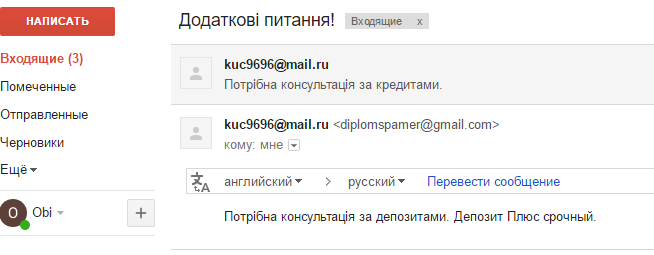 НАПИСАТЬ
Входящие (3)
Помеченные
Отправленные
Черновики
Ещё
Obi
Додаткові питання!
Входящие x
kuc9696@mail.ru
Потрібна консультація за кредитами.
kuc9696@mail.ru <diplomspamer@gmail.com>
кому: мне
английский > русский Перевести сообщение
Потрібна консультація за депозитами. Депозит Плюс срочный.